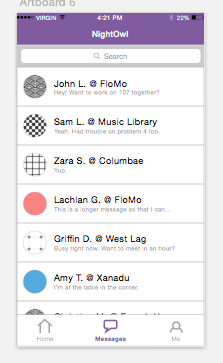 Artboard 6
VIRGIN 4:21 PM 22%
NightOwl
Search
John L. @ FloMo
Hey! Want to work on 107 together?
Sam L. @ Music Library
Yeah. Had trouble on problem 4 too.
Zara S. @ Columbae
Yup.
Lachlan G. @ FloMo
This is a longer message so that I can...
Griffin D. @ West Lag
Busy right now. Want to meet in an hour?
Amy T. @ Xanadu
I'm at the table in the corner.
Home Messages Me